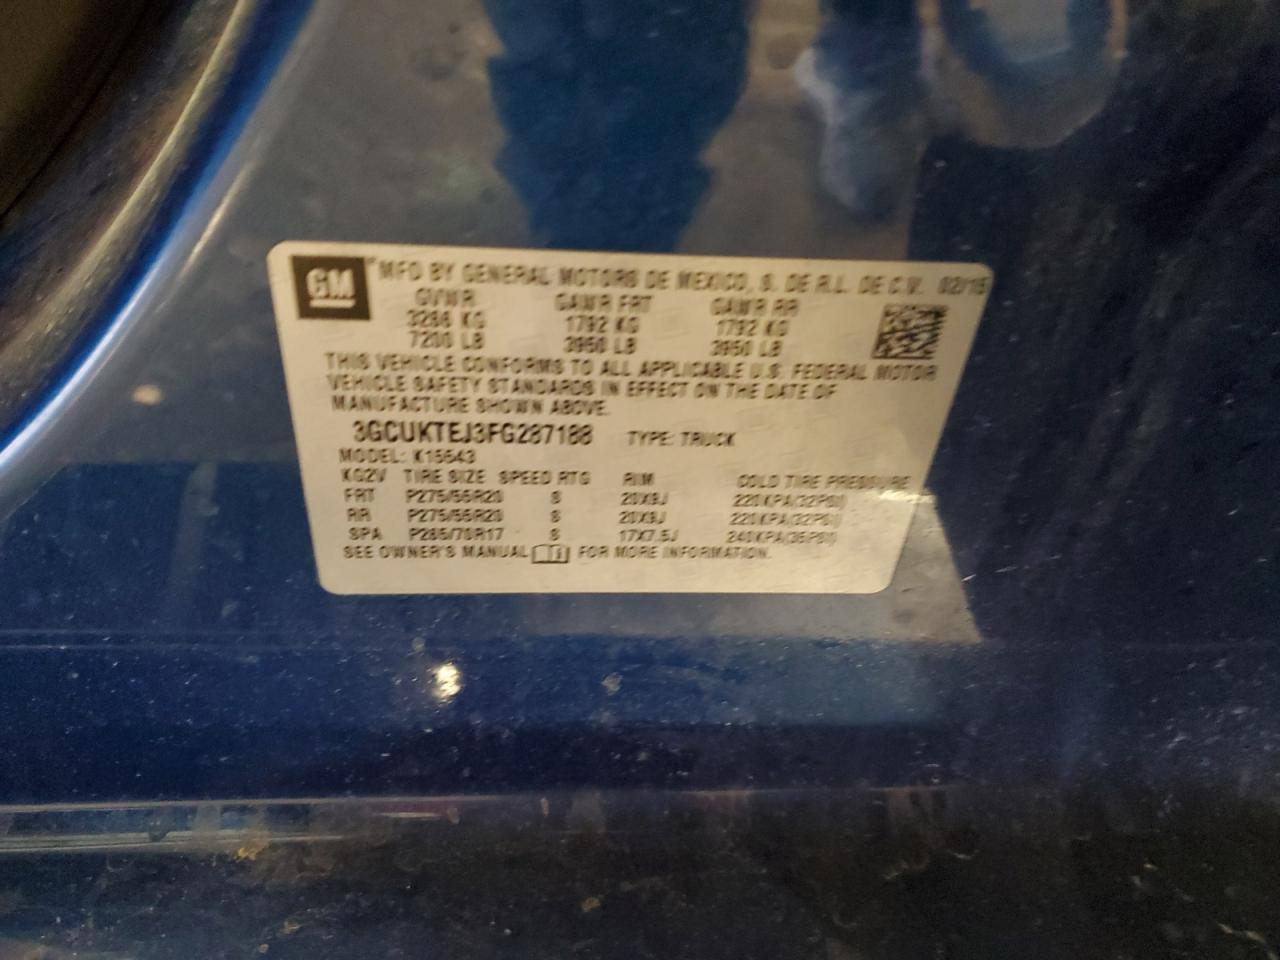 GM
® MFD BY GENERAL MOTORS DE MEXICO, S. DE R.L. DE C.V. 02/15
GVWR GAWR FRT GAWR RR
3266 KG 1792 KG 1792 KG
7200 LB 3950 LB 3950 LB
THIS VEHICLE CONFORMS TO ALL APPLICABLE U.S. FEDERAL MOTOR
VEHICLE SAFETY STANDARDS IN EFFECT ON THE DATE OF
MANUFACTURE SHOWN ABOVE.
3GCUKTEJ3FG287188 TYPE: TRUCK
MODEL: K15543
KG2V TIRE SIZE SPEED RTG RIM COLD TIRE PRESSURE
FRT P275/55R20 S 20X9J 220KPA(32PSI)
RR P275/55R20 S 20X9J 220KPA(32PSI)
SPA P265/70R17 S 17X7.5J 240KPA(35PSI)
SEE OWNER'S MANUAL FOR MORE INFORMATION.